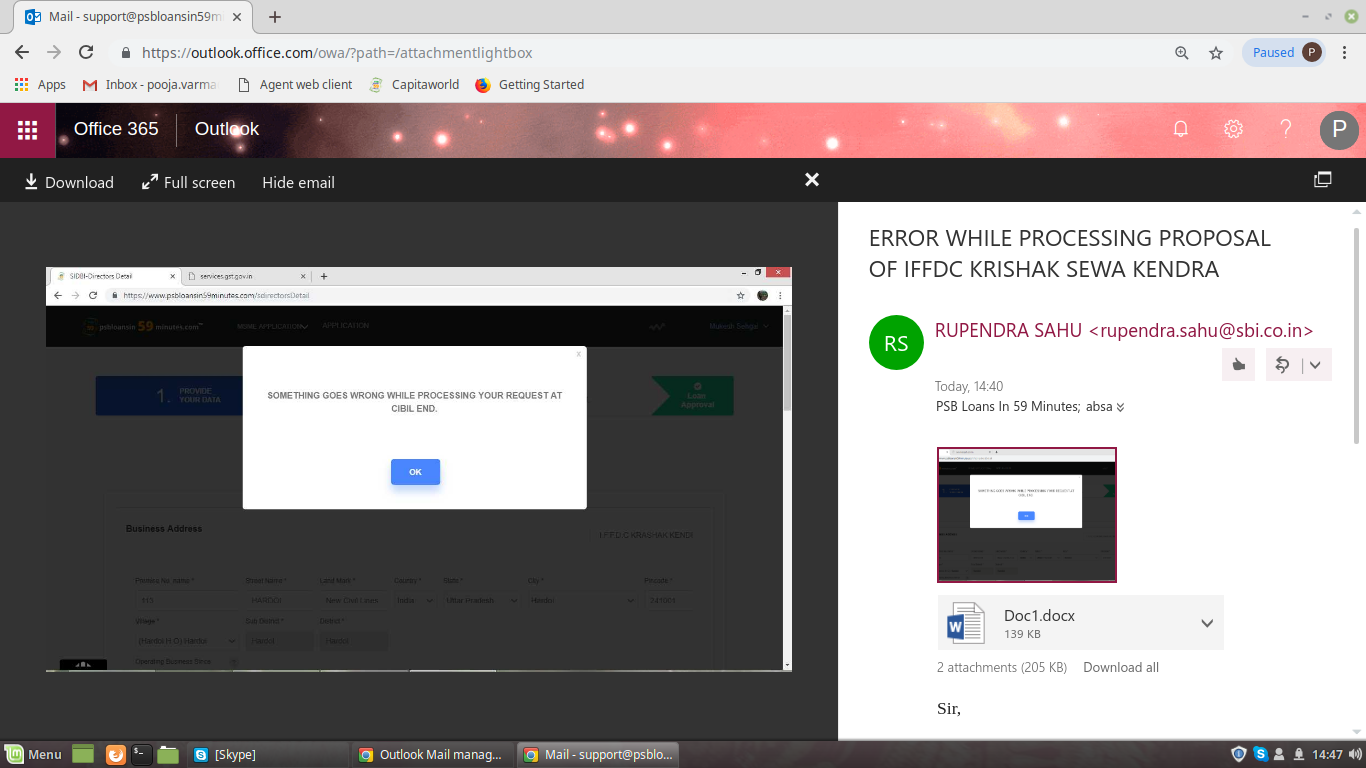 Mail - support@psbloansin59m
https://outlook.office.com/owa/?path=/attachmentlightbox
Paused P
Apps
Inbox - pooja.varma
Agent web client
Capitaworld
Getting Started
Office 365
Outlook
P
Download
Full screen
Hide email
SIDBI-Directors Detail
services.gst.gov.in
https://www.psbloansin59minutes.com/sdirectorsDetail
psbloansin 59 minutes.com
HOME APPLICATION
APPLICATION
1. PROVIDE
YOUR DATA
Loan
Approval
x
SOMETHING GOES WRONG WHILE PROCESSING YOUR REQUEST AT
CIBIL END.
OK
Business Address
I FFD C KRASHAK KENDI
Premise No. name *
Street Name *
Land Mark *
Country *
State *
City *
Pincode *
HARDOI
New Civil Lines
India
Uttar Pradesh
Hardoi
241001
Village *
Sub District *
District *
(Hardoi H O) Hardoi
Hardoi
Hardoi
Operating Business Since
ERROR WHILE PROCESSING PROPOSAL
OF IFFDC KRISHAK SEWA KENDRA
RS
RUPENDRA SAHU <rupendra.sahu@sbi.co.in>
Today, 14:40
PSB Loans In 59 Minutes; absa
Doc1.docx
139 KB
2 attachments (205 KB)
Download all
Sir,
Menu
[Skype]
Outlook Mail manag...
Mail - support@psblo...
14:47